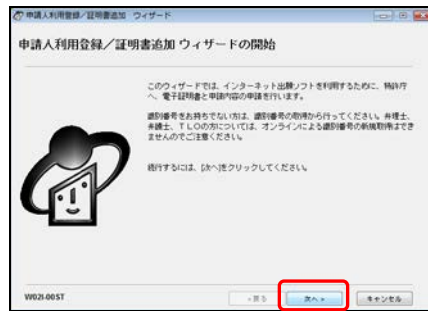 申請人利用登録／証明書追加 ウィザード
申請人利用登録／証明書追加 ウィザードの開始
このウィザードでは、インターネット出願ソフトを利用するために、特許庁
へ、電子証明書と申請内容の申請を行います。
識別番号をお持ちでない方は、識別番号の取得から行ってください。弁理士、
弁護士、ＴＬＯの方については、オンラインによる識別番号の新規取得はでき
ませんのでご注意ください。
続行するには、［次へ］をクリックしてください。
W02I-00ST
＜戻る
次へ＞
キャンセル